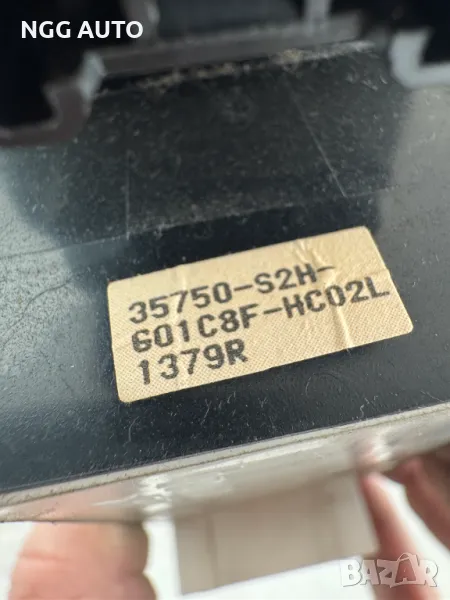 NGG AUTO
35750-S2H-
G01C8F-HC02L
1379R
BAZAR